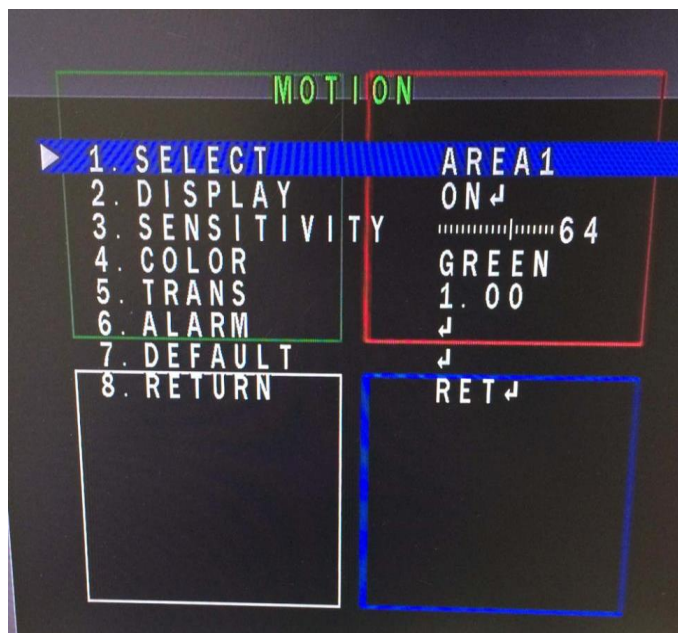 MOTION
1. SELECT AREA1
2. DISPLAY ON↲
3. SENSITIVITY 64
4. COLOR GREEN
5. TRANS 1.00
6. ALARM ↲
7. DEFAULT ↲
8. RETURN RET↲